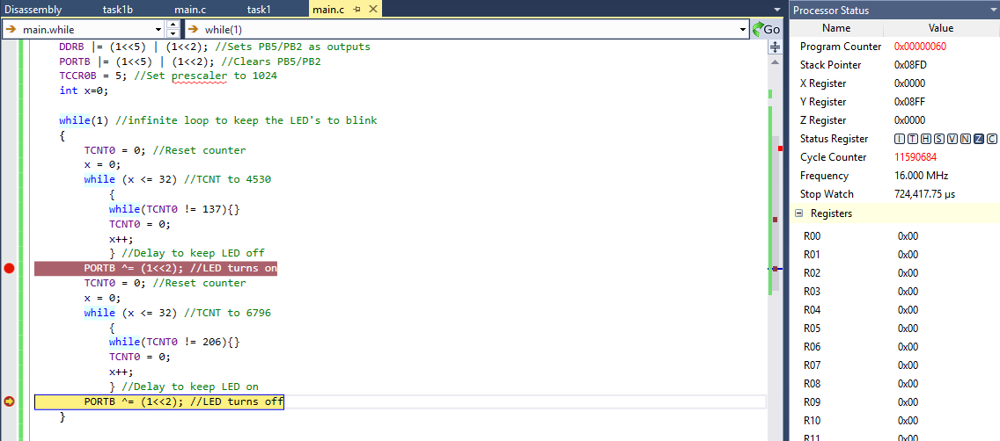 Disassembly task1b main.c task1 main.c
main.while while(1) Go
DDRB |= (1<<5) | (1<<2); //Sets PB5/PB2 as outputs
PORTB |= (1<<5) | (1<<2); //Clears PB5/PB2
TCCR0B = 5; //Set prescaler to 1024
int x=0;
while(1) //infinite loop to keep the LED's to blink
{
TCNT0 = 0; //Reset counter
x = 0;
while (x <= 32) //TCNT to 4530
{
while(TCNT0 != 137){}
TCNT0 = 0;
x++;
} //Delay to keep LED off
PORTB ^= (1<<2); //LED turns on
TCNT0 = 0; //Reset counter
x = 0;
while (x <= 32) //TCNT to 6796
{
while(TCNT0 != 206){}
TCNT0 = 0;
x++;
} //Delay to keep LED on
PORTB ^= (1<<2); //LED turns off
}
Processor Status
Name Value
Program Counter 0x00000060
Stack Pointer 0x08FD
X Register 0x0000
Y Register 0x08FF
Z Register 0x0000
Status Register I T H S V N Z C
Cycle Counter 11590684
Frequency 16.000 MHz
Stop Watch 724,417.75 µs
Registers
R00 0x00
R01 0x00
R02 0x00
R03 0x00
R04 0x00
R05 0x00
R06 0x00
R07 0x00
R08 0x00
R09 0x00
R10 0x00
R11 0x00